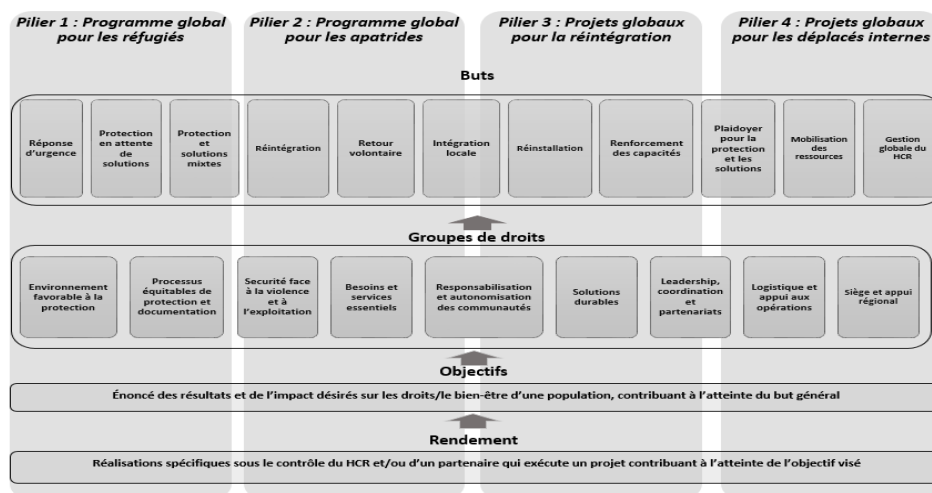 Pilier 1 : Programme global
pour les réfugiés
Pilier 2 : Programme global
pour les apatrides
Pilier 3 : Projets globaux
pour la réintégration
Pilier 4 : Projets globaux
pour les déplacés internes
Buts
Réponse
d'urgence
Protection
en attente
de
solutions
Protection
et
solutions
mixtes
Réintégration
Retour
volontaire
Intégration
locale
Réinstallation
Renforcement
des capacités
Plaidoyer
pour la
protection
et les
solutions
Mobilisation
des
ressources
Gestion
globale du
HCR
Groupes de droits
Environnement
favorable à la
protection
Processus
équitables de
protection et
documentation
Securité face
à la violence
et à
l'exploitation
Besoins et
services
essentiels
Responsabilisation
et autonomisation
des communautés
Solutions
durables
Leadership,
coordination
et
partenariats
Logistique et
appui aux
opérations
Siège et appui
régional
Objectifs
Énoncé des résultats et de l'impact désirés sur les droits/le bien-être d'une population, contribuant à l'atteinte du but général
Rendement
Réalisations spécifiques sous le contrôle du HCR et/ou d'un partenaire qui exécute un projet contribuant à l'atteinte de l'objectif visé